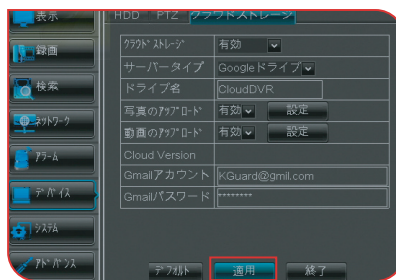 表示
HDD PTZ クラウドストレージ
録画
検索
ネットワーク
アラーム
デバイス
システム
アドバンス
クラウドストレージ 有効
サーバータイプ Googleドライブ
ドライブ名 CloudDVR
写真のアップロード 有効 設定
動画のアップロード 有効 設定
Cloud Version
Gmailアカウント KGuard@gmil.com
Gmailパスワード ********
デフォルト 適用 終了